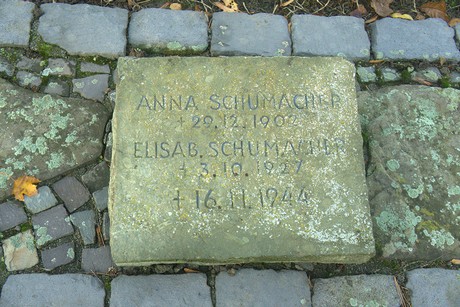 ANNA SCHUMACHER
+ 29.12.1902
ELISAB. SCHUMACHER
+ 3.10.1927
+ 16.11.1944